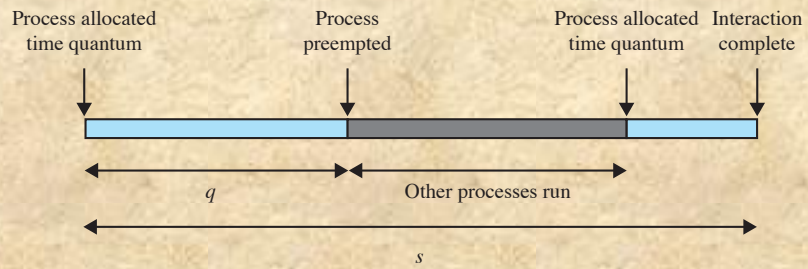 Process allocated
time quantum
Process
preempted
Process allocated
time quantum
Interaction
complete
q
Other processes run
s